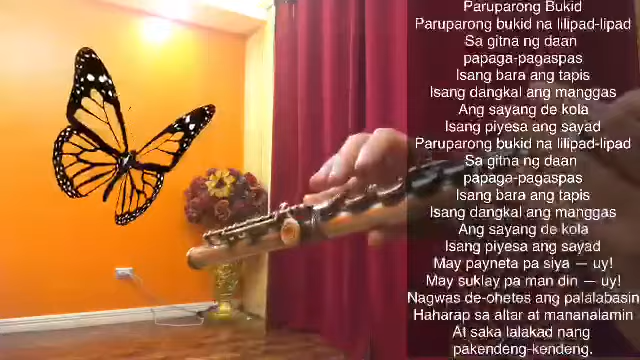 Paruparong Bukid
Paruparong bukid na lilipad-lipad
Sa gitna ng daan
papaga-pagaspas
Isang bara ang tapis
Isang dangkal ang manggas
Ang sayang de kola
Isang piyesa ang sayad
Paruparong bukid na lilipad-lipad
Sa gitna ng daan
papaga-pagaspas
Isang bara ang tapis
Isang dangkal ang manggas
Ang sayang de kola
Isang piyesa ang sayad
May payneta pa siya — uy!
May suklay pa man din — uy!
Nagwas de-ohetes ang palalabasin
Haharap sa altar at mananalamin
At saka lalakad nang
pakendeng-kendeng.